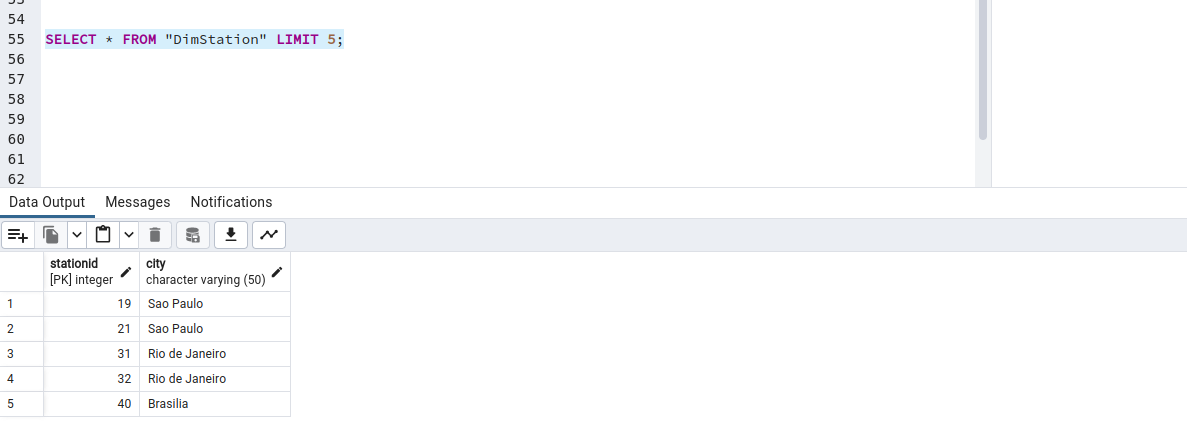 53
54
55 SELECT * FROM "DimStation" LIMIT 5;
56
57
58
59
60
61
62
Data Output Messages Notifications
stationid city
[PK] integer character varying (50)
1 19 Sao Paulo
2 21 Sao Paulo
3 31 Rio de Janeiro
4 32 Rio de Janeiro
5 40 Brasilia